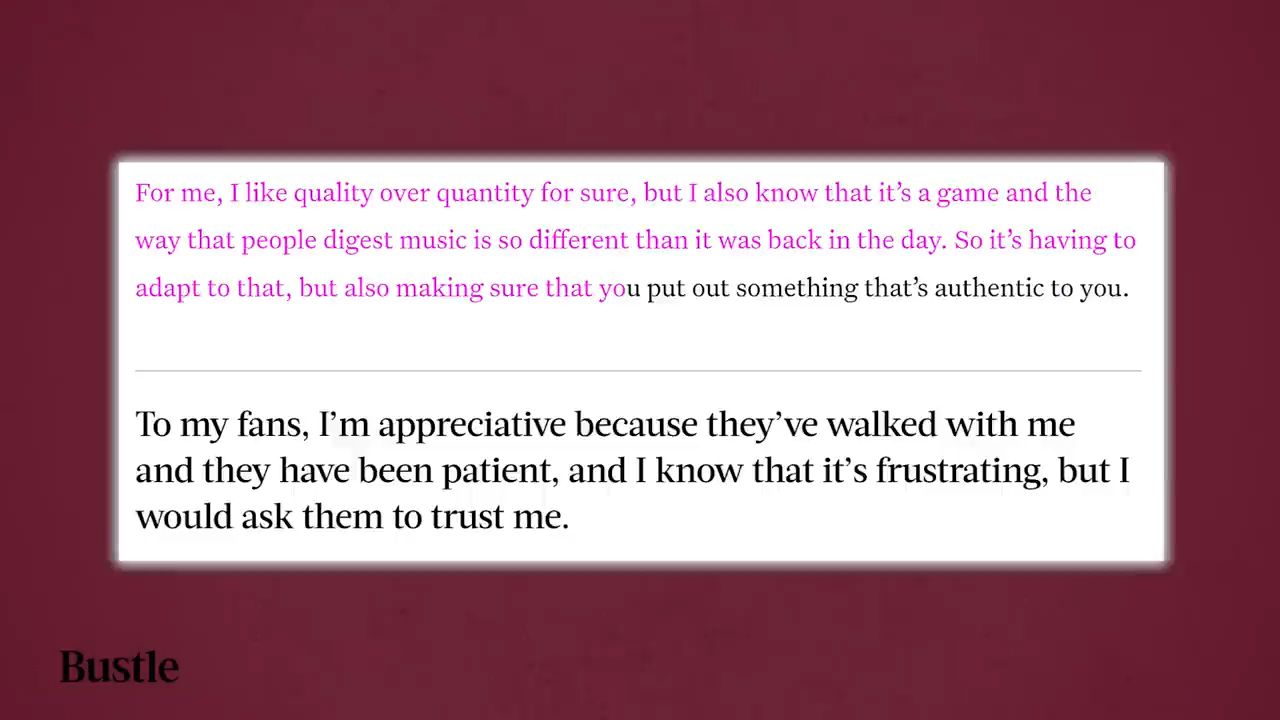 For me, I like quality over quantity for sure, but I also know that it’s a game and the
way that people digest music is so different than it was back in the day. So it’s having to
adapt to that, but also making sure that you put out something that’s authentic to you.
To my fans, I’m appreciative because they’ve walked with me
and they have been patient, and I know that it’s frustrating, but I
would ask them to trust me.
Bustle